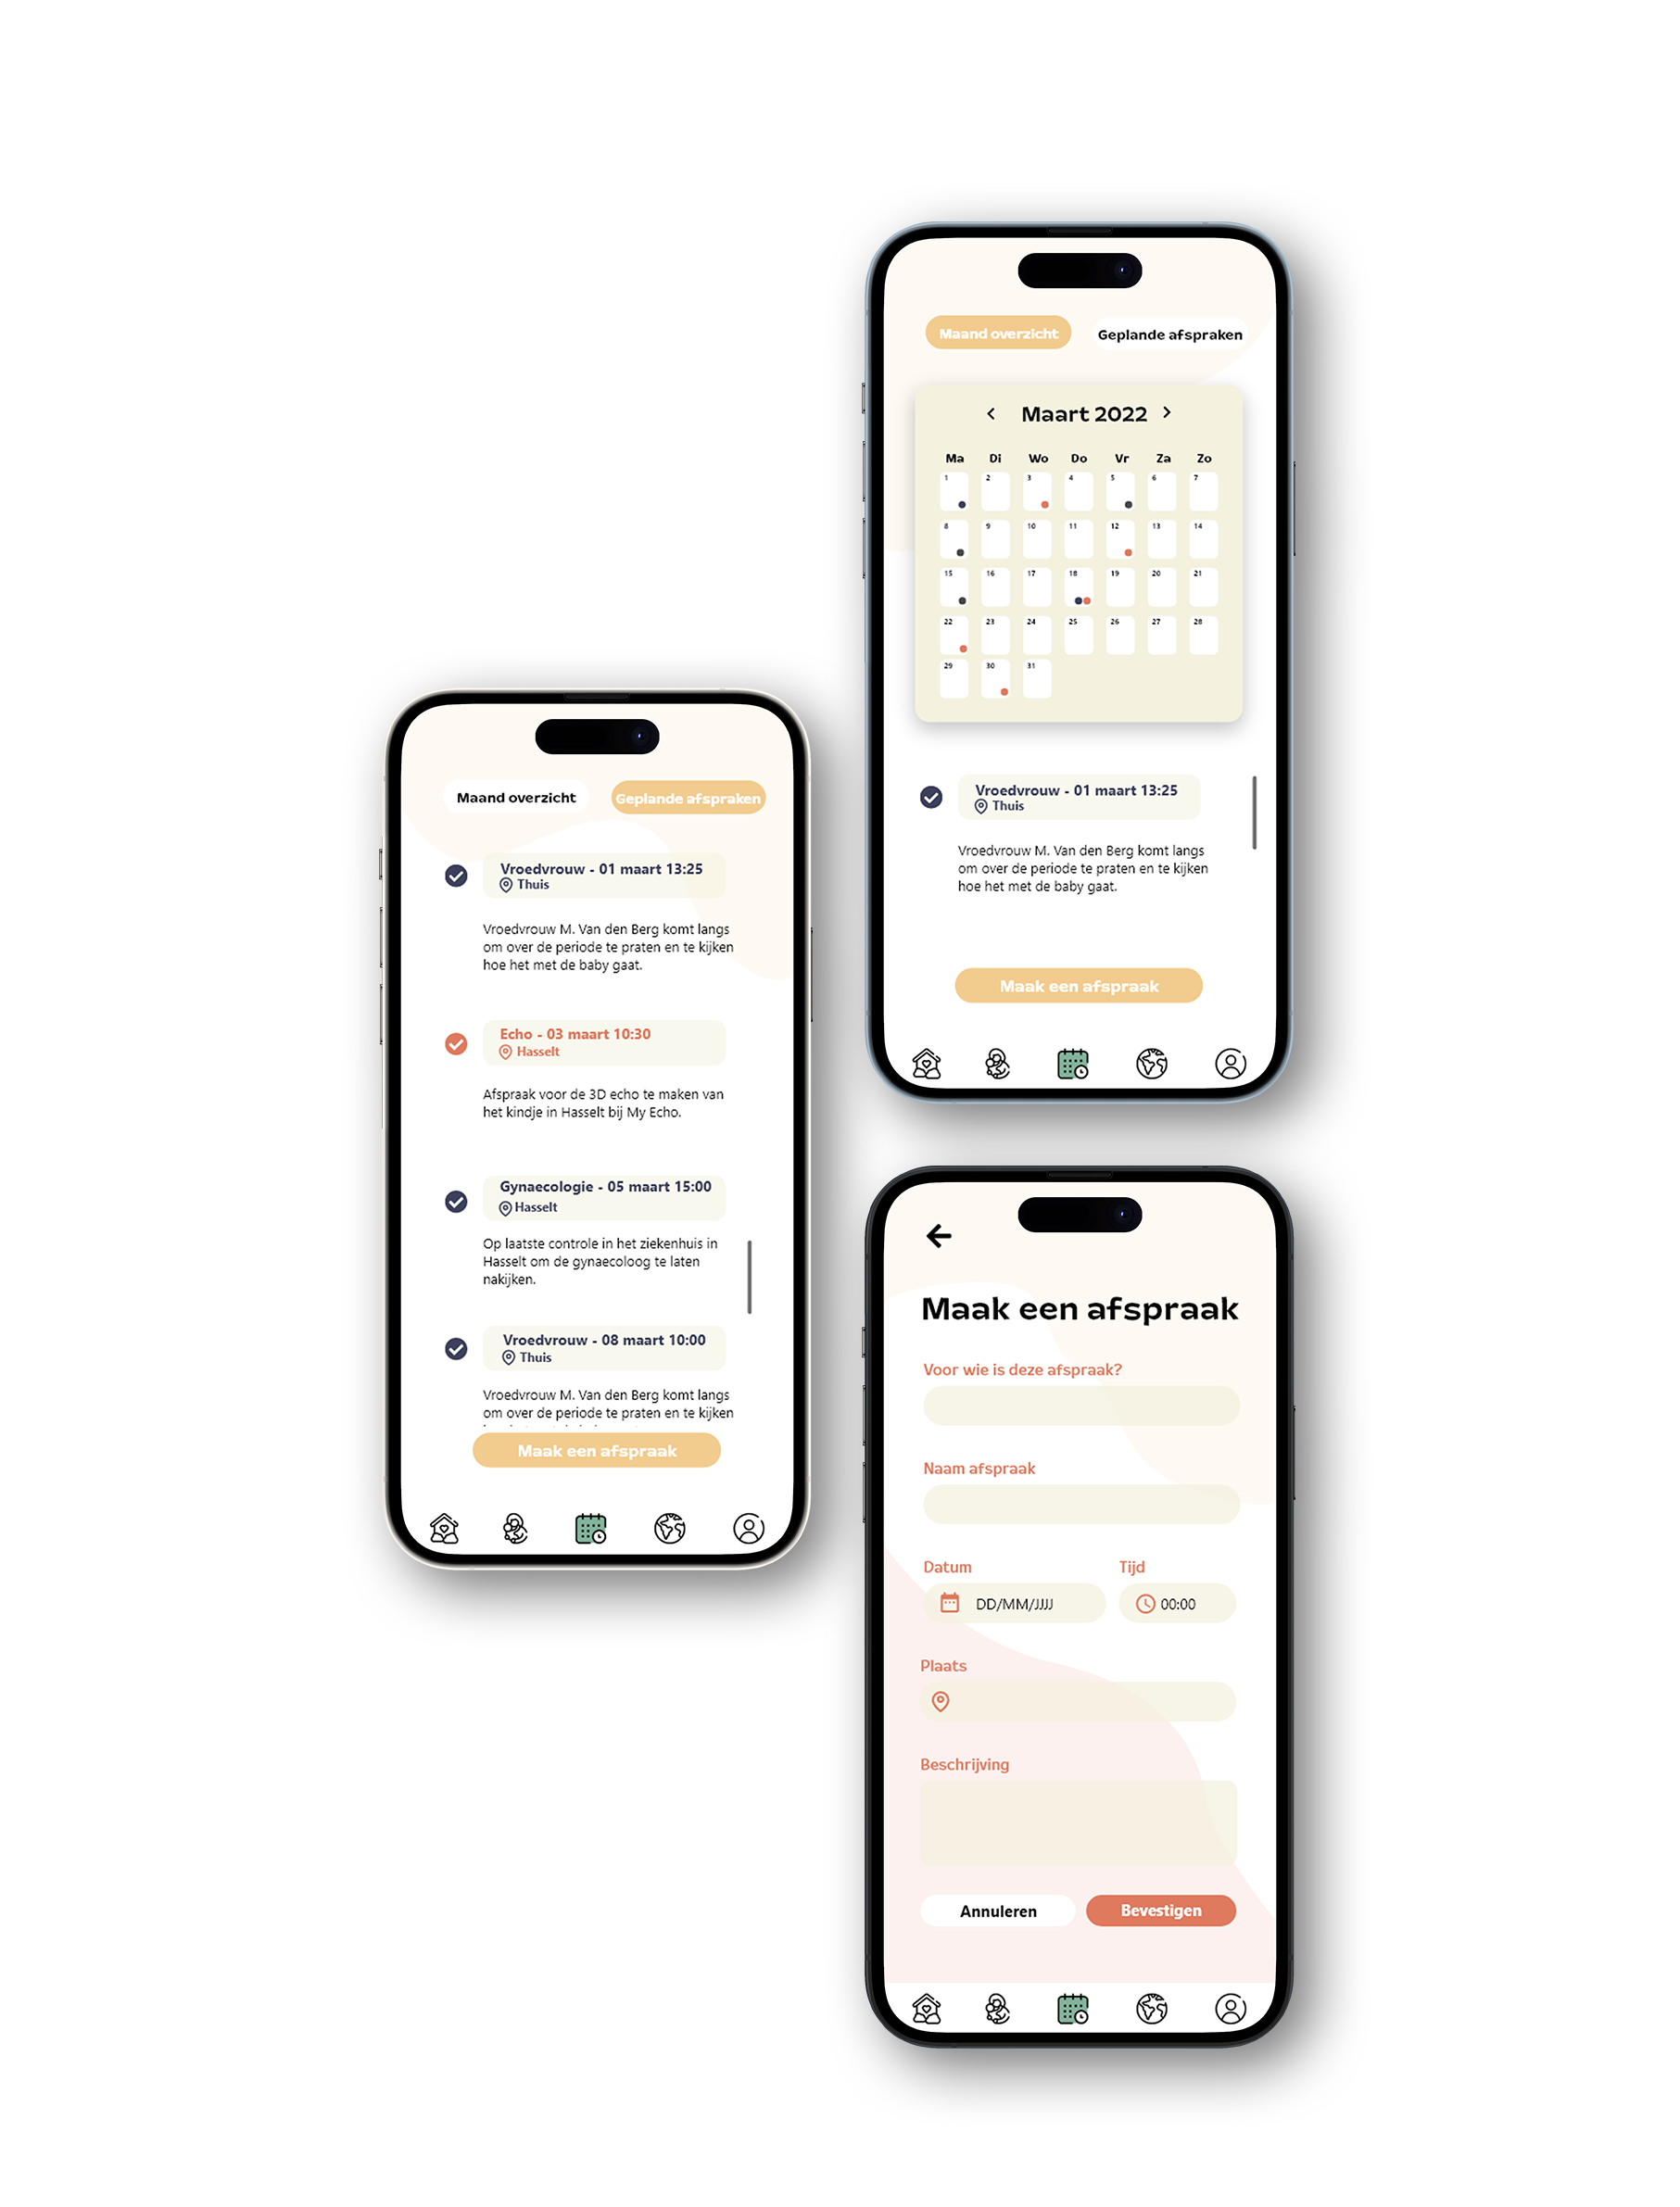 Maand overzicht
Geplande afspraken
Maart 2022
Ma Di Wo Do Vr Za Zo
1 2 3 4 5 6 7
8 9 10 11 12 13 14
15 16 17 18 19 20 21
22 23 24 25 26 27 28
29 30 31
Vroedvrouw - 01 maart 13:25
Thuis
Vroedvrouw M. Van den Berg komt langs
om over de periode te praten en te kijken
hoe het met de baby gaat.
Maak een afspraak
Maand overzicht
Geplande afspraken
Vroedvrouw - 01 maart 13:25
Thuis
Vroedvrouw M. Van den Berg komt langs
om over de periode te praten en te kijken
hoe het met de baby gaat.
Echo - 03 maart 10:30
Hasselt
Afspraak voor de 3D echo te maken van
het kindje in Hasselt bij My Echo.
Gynaecologie - 05 maart 15:00
Hasselt
Op laatste controle in het ziekenhuis in
Hasselt om de gynaecoloog te laten
nakijken.
Vroedvrouw - 08 maart 10:00
Thuis
Vroedvrouw M. Van den Berg komt langs
om over de periode te praten en te kijken
Maak een afspraak
Maak een afspraak
Voor wie is deze afspraak?
Naam afspraak
Datum
Tijd
DD/MM/JJJJ
00:00
Plaats
Beschrijving
Annuleren
Bevestigen